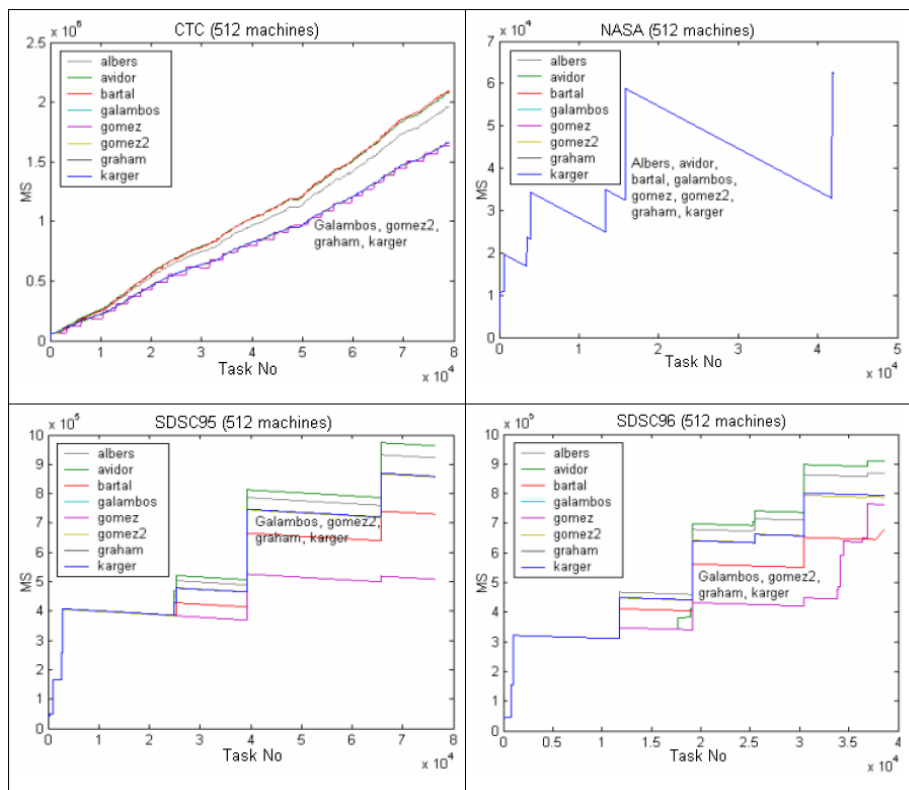 CTC (512 machines)
x 10^6
2.5
2
1.5
1
0.5
0
MS
albers
avidor
bartal
galambos
gomez
gomez2
graham
karger
Galambos, gomez2,
graham, karger
0 1 2 3 4 5 6 7 8
Task No
x 10^4
NASA (512 machines)
x 10^4
7
6
5
4
3
2
1
0
MS
albers
avidor
bartal
galambos
gomez
gomez2
graham
karger
Albers, avidor,
bartal, galambos,
gomez, gomez2,
graham, karger
0 1 2 3 4 5
Task No
x 10^4
SDSC95 (512 machines)
x 10^5
10
9
8
7
6
5
4
3
2
1
0
MS
albers
avidor
bartal
galambos
gomez
gomez2
graham
karger
Galambos, gomez2,
graham, karger
0 1 2 3 4 5 6 7 8
Task No
x 10^4
SDSC96 (512 machines)
x 10^5
10
9
8
7
6
5
4
3
2
1
0
MS
albers
avidor
bartal
galambos
gomez
gomez2
graham
karger
Galambos, gomez2,
graham, karger
0 0.5 1 1.5 2 2.5 3 3.5 4
Task No
x 10^4